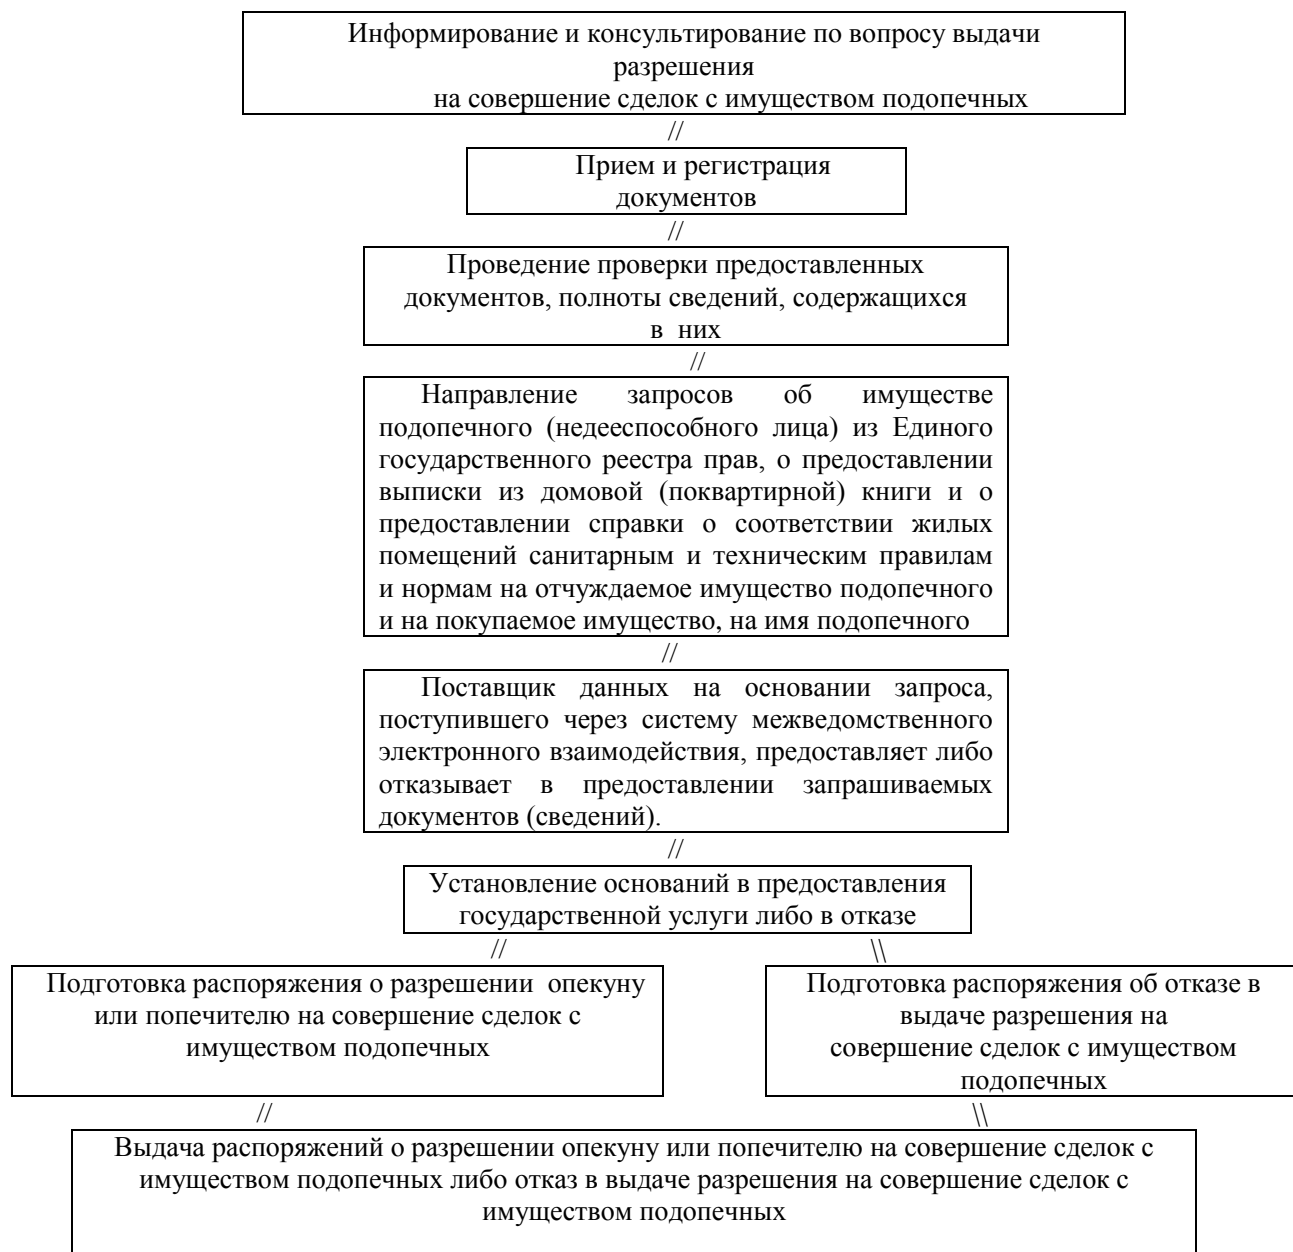 Информирование и консультирование по вопросу выдачи
разрешения
на совершение сделок с имуществом подопечных
//
Прием и регистрация
документов
//
Проведение проверки предоставленных
документов, полноты сведений, содержащихся
в них
//
Направление запросов об имуществе
подопечного (недееспособного лица) из Единого
государственного реестра прав, о предоставлении
выписки из домовой (поквартирной) книги и о
предоставлении справки о соответствии жилых
помещений санитарным и техническим правилам
и нормам на отчуждаемое имущество подопечного
и на покупаемое имущество, на имя подопечного
//
Поставщик данных на основании запроса,
поступившего через систему межведомственного
электронного взаимодействия, предоставляет либо
отказывает в предоставлении запрашиваемых
документов (сведений).
//
Установление оснований в предоставления
государственной услуги либо в отказе
// \\
Подготовка распоряжения о разрешении опекуну
или попечителю на совершение сделок с
имуществом подопечных
Подготовка распоряжения об отказе в
выдаче разрешения на
совершение сделок с имуществом
подопечных
// \\
Выдача распоряжений о разрешении опекуну или попечителю на совершение сделок с
имуществом подопечных либо отказ в выдаче разрешения на совершение сделок с
имуществом подопечных